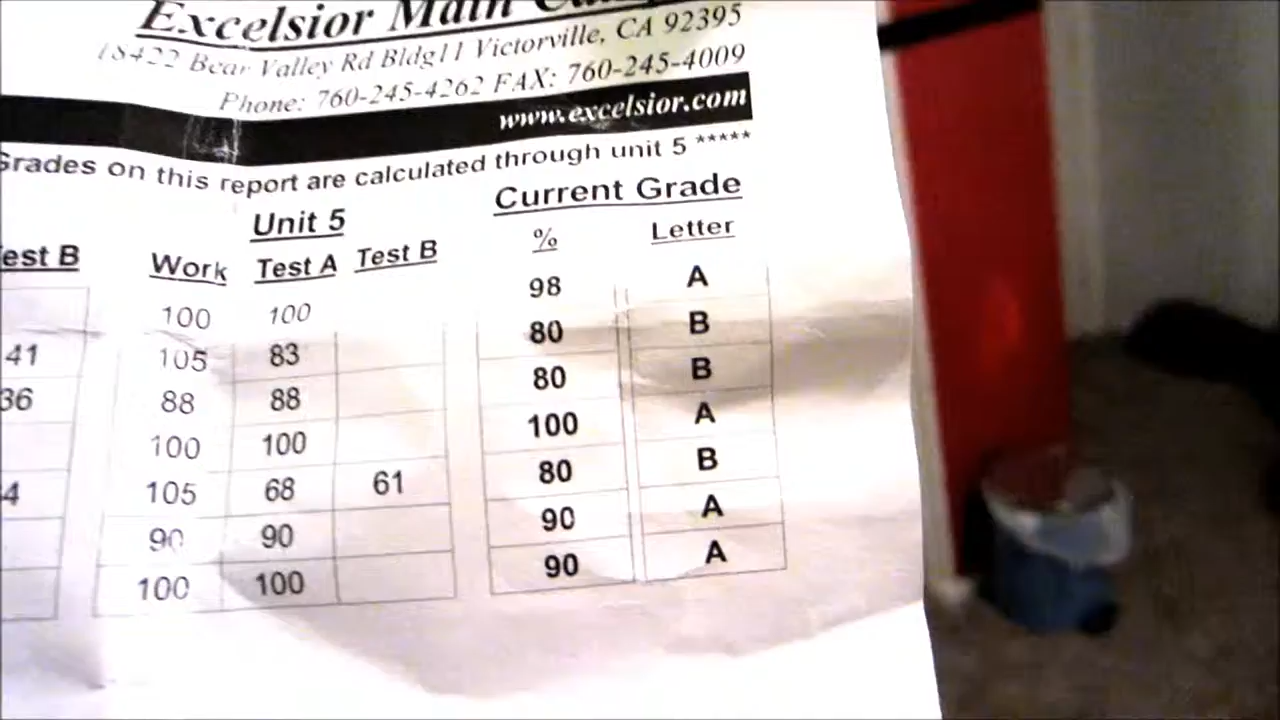 Excelsior Main
18422 Bear Valley Rd Bldg11 Victorville, CA 92395
Phone: 760-245-4262 FAX: 760-245-4009
www.excelsior.com
Grades on this report are calculated through unit 5 *****
Unit 5 Current Grade
est B Work Test A Test B % Letter
100 100 98 A
41 105 83 80 B
36 88 88 80 B
100 100 100 A
4 105 68 61 80 B
90 90 90 A
100 100 90 A